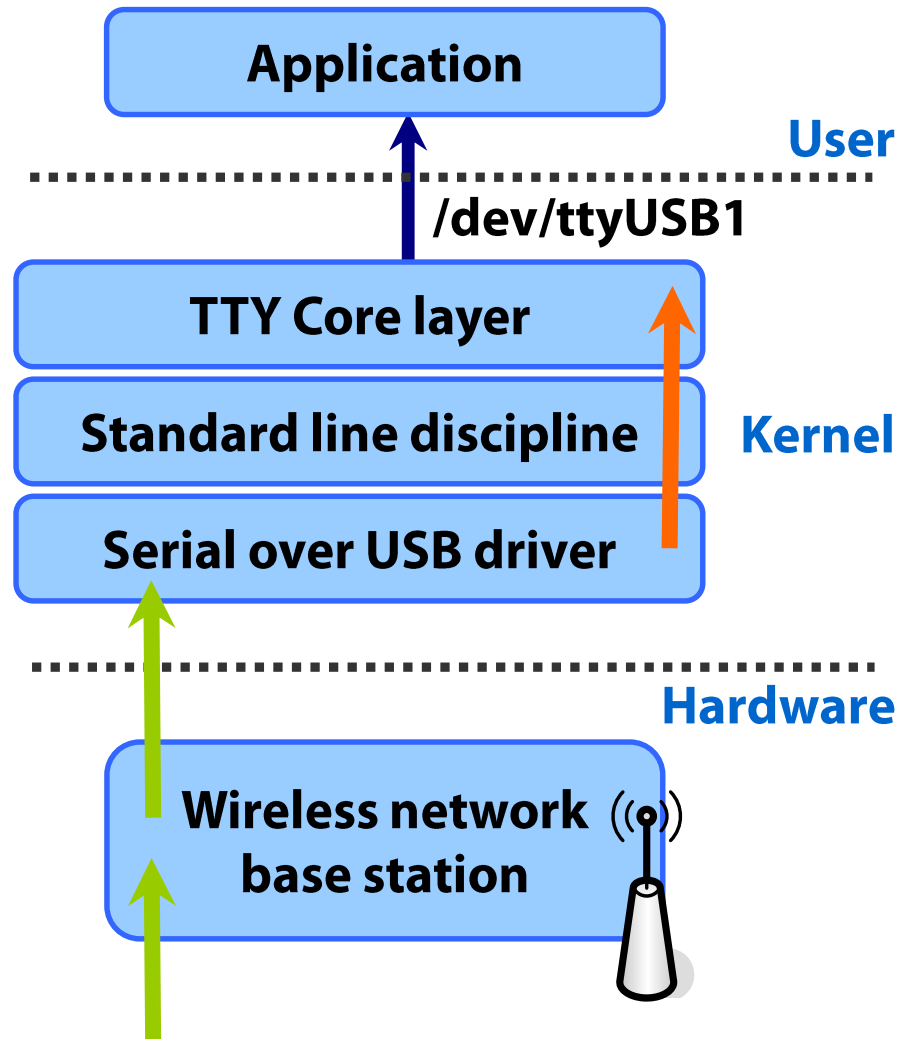 Application
User
/dev/ttyUSB1
TTY Core layer
Standard line discipline
Kernel
Serial over USB driver
Hardware
Wireless network
base station